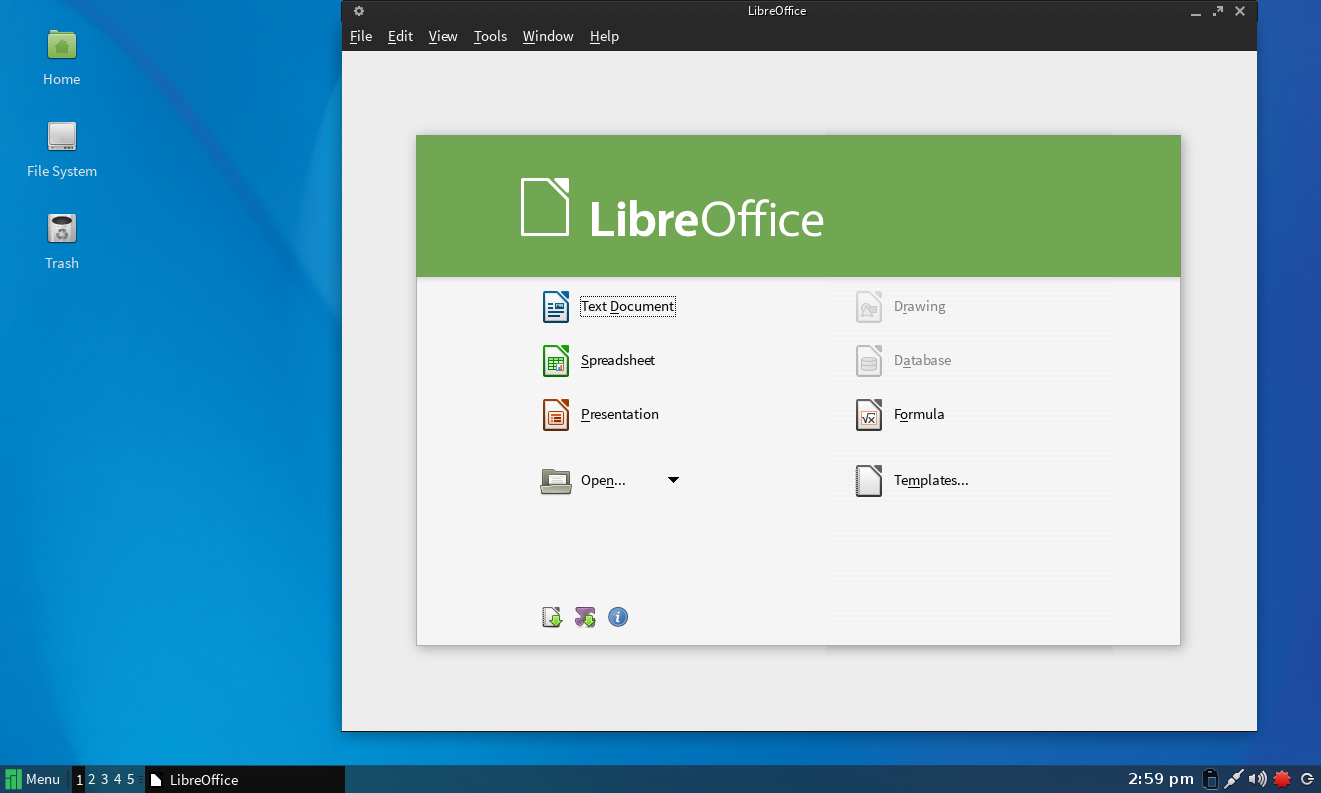 LibreOffice
File Edit View Tools Window Help
Home
File System
Trash
LibreOffice
Text Document
Drawing
Spreadsheet
Database
Presentation
Formula
Open...
Templates...
Menu 1 2 3 4 5 LibreOffice 2:59 pm